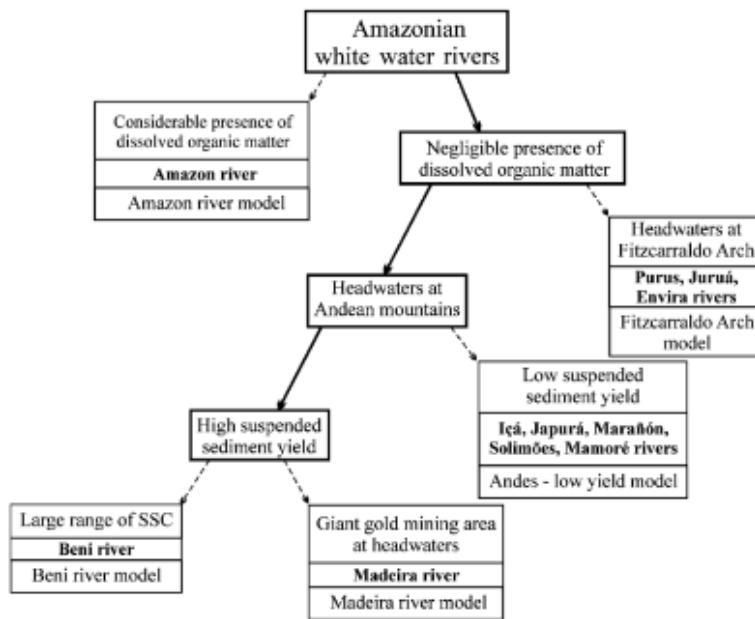 Amazonian
white water rivers
Considerable presence of
dissolved organic matter
Amazon river
Amazon river model
Negligible presence of
dissolved organic matter
Headwaters at
Fitzcarraldo Arch
Purus, Juruá,
Envira rivers
Fitzcarraldo Arch
model
Headwaters at
Andean mountains
Low suspended
sediment yield
Içá, Japurá, Marañón,
Solimões, Mamoré rivers
Andes - low yield model
High suspended
sediment yield
Large range of SSC
Beni river
Beni river model
Giant gold mining area
at headwaters
Madeira river
Madeira river model